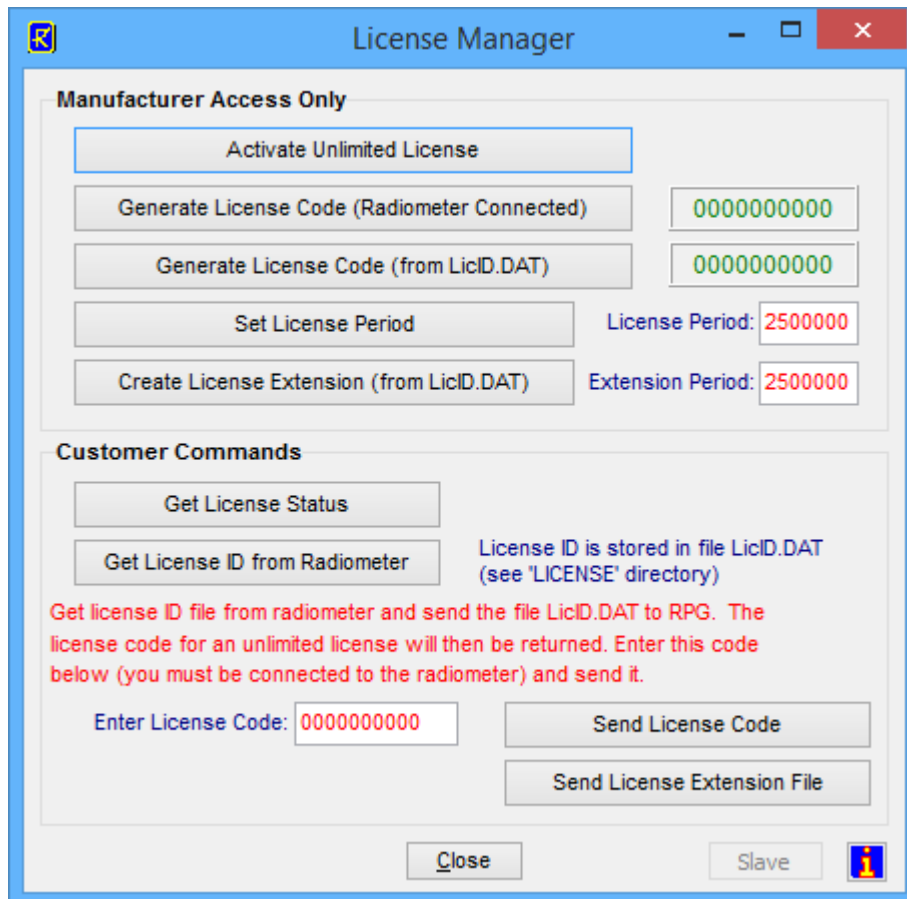 License Manager
Manufacturer Access Only
Activate Unlimited License
Generate License Code (Radiometer Connected) 0000000000
Generate License Code (from LicID.DAT) 0000000000
Set License Period License Period: 2500000
Create License Extension (from LicID.DAT) Extension Period: 2500000
Customer Commands
Get License Status
Get License ID from Radiometer
License ID is stored in file LicID.DAT
(see 'LICENSE' directory)
Get license ID file from radiometer and send the file LicID.DAT to RPG. The
license code for an unlimited license will then be returned. Enter this code
below (you must be connected to the radiometer) and send it.
Enter License Code: 0000000000 Send License Code
Send License Extension File
Close Slave i